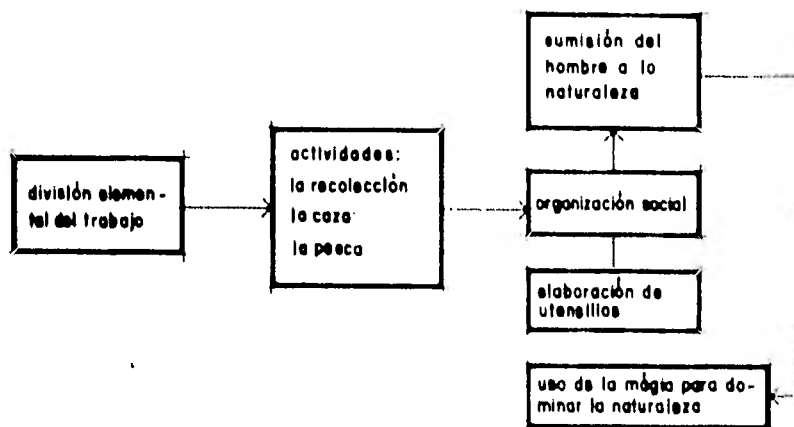 división elemen-
tal del trabajo
actividades:
la recolección
la caza
la pesca
sumisión del
hombre a la
naturaleza
organización social
elaboración de
utensilios
uso de la mágia para do-
minar la naturaleza